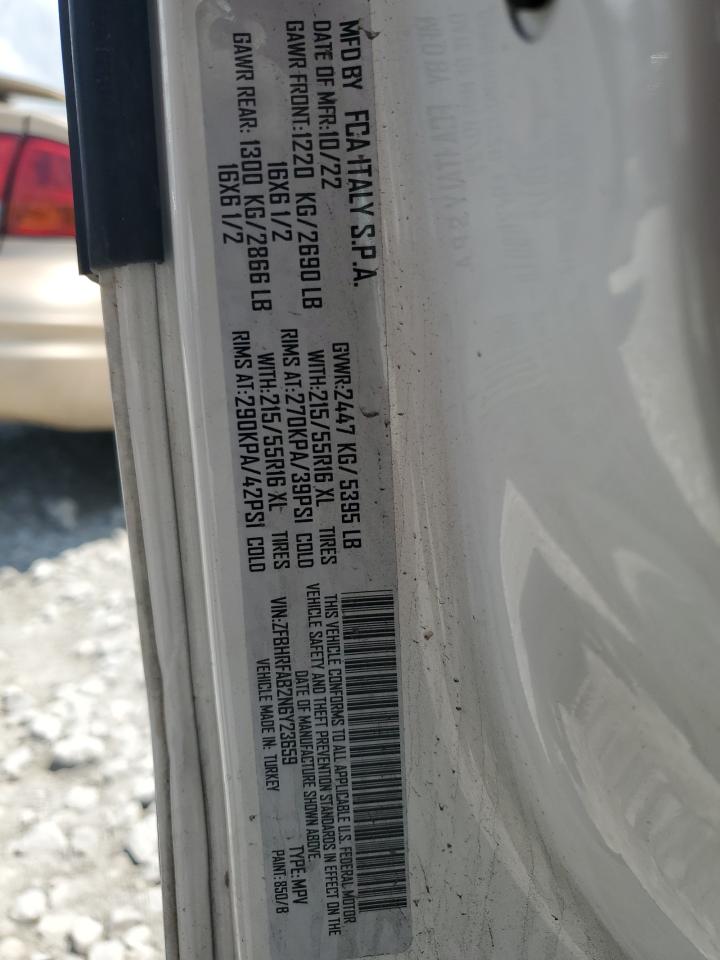 MFD BY FCA ITALY S.P.A.
DATE OF MFR:10/22 GVWR:2447 KG/5395 LB
GAWR FRONT:1220 KG/2690 LB WITH:215/55R16 XL TIRES
16X6 1/2 RIMS AT:270KPA/39PSI COLD
GAWR REAR: 1300 KG/2866 LB WITH:215/55R16 XL TIRES
16X6 1/2 RIMS AT:290KPA/42PSI COLD
THIS VEHICLE CONFORMS TO ALL APPLICABLE U.S. FEDERAL MOTOR
VEHICLE SAFETY AND THEFT PREVENTION STANDARDS IN EFFECT ON THE
DATE OF MANUFACTURE SHOWN ABOVE.
VIN:ZFBHRFAB2N6Y23659 TYPE:MPV
VEHICLE MADE IN: TURKEY PAINT: 850/B